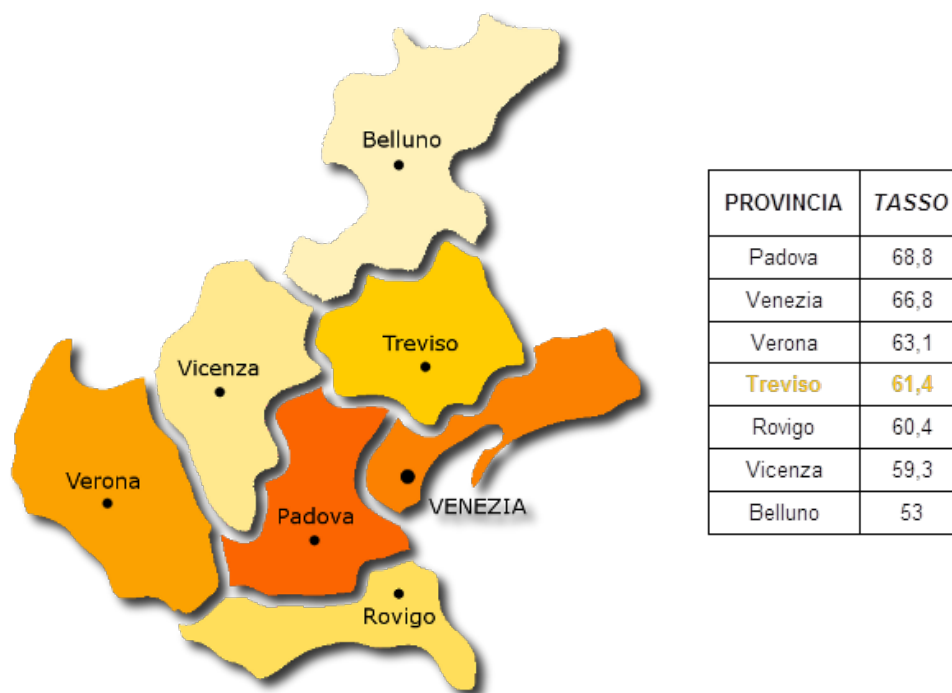 Belluno
Vicenza
Treviso
Verona
Padova
VENEZIA
Rovigo
PROVINCIA TASSO
Padova 68,8
Venezia 66,8
Verona 63,1
Treviso 61,4
Rovigo 60,4
Vicenza 59,3
Belluno 53